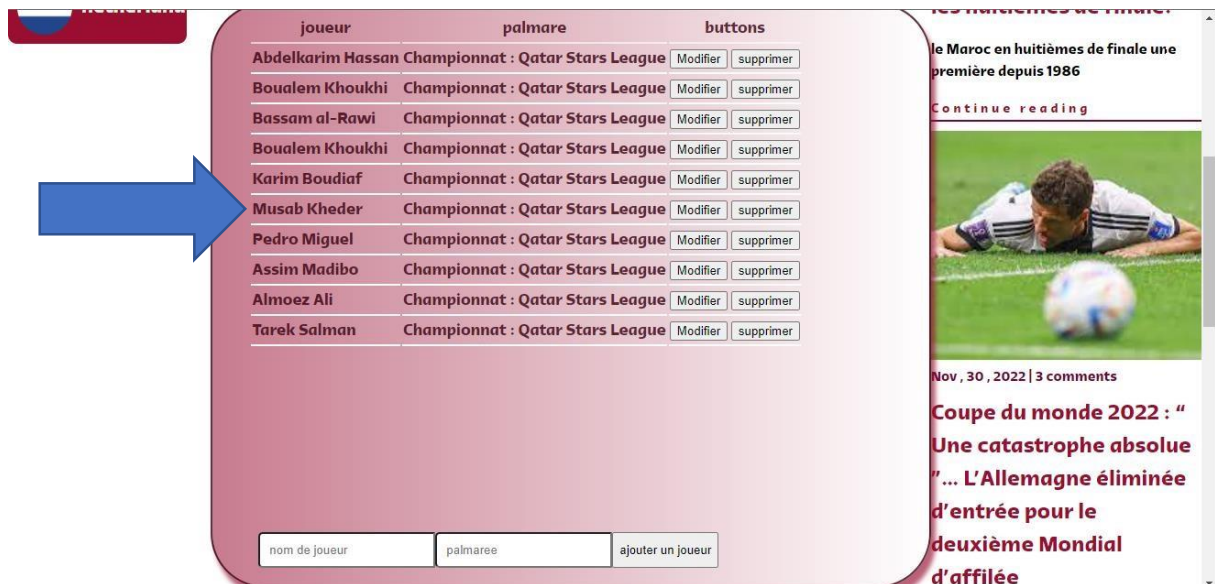 joueur palmare buttons
Abdelkarim Hassan Championnat : Qatar Stars League Modifier supprimer
Boualem Khoukhi Championnat : Qatar Stars League Modifier supprimer
Bassam al-Rawi Championnat : Qatar Stars League Modifier supprimer
Boualem Khoukhi Championnat : Qatar Stars League Modifier supprimer
Karim Boudiaf Championnat : Qatar Stars League Modifier supprimer
Musab Kheder Championnat : Qatar Stars League Modifier supprimer
Pedro Miguel Championnat : Qatar Stars League Modifier supprimer
Assim Madibo Championnat : Qatar Stars League Modifier supprimer
Almoez Ali Championnat : Qatar Stars League Modifier supprimer
Tarek Salman Championnat : Qatar Stars League Modifier supprimer
nom de joueur palmaree ajouter un joueur
les huitièmes de finale!
le Maroc en huitièmes de finale une
première depuis 1986
Continue reading
Nov , 30 , 2022 | 3 comments
Coupe du monde 2022 : “
Une catastrophe absolue
”... L’Allemagne éliminée
d’entrée pour le
deuxième Mondial
d’affilée